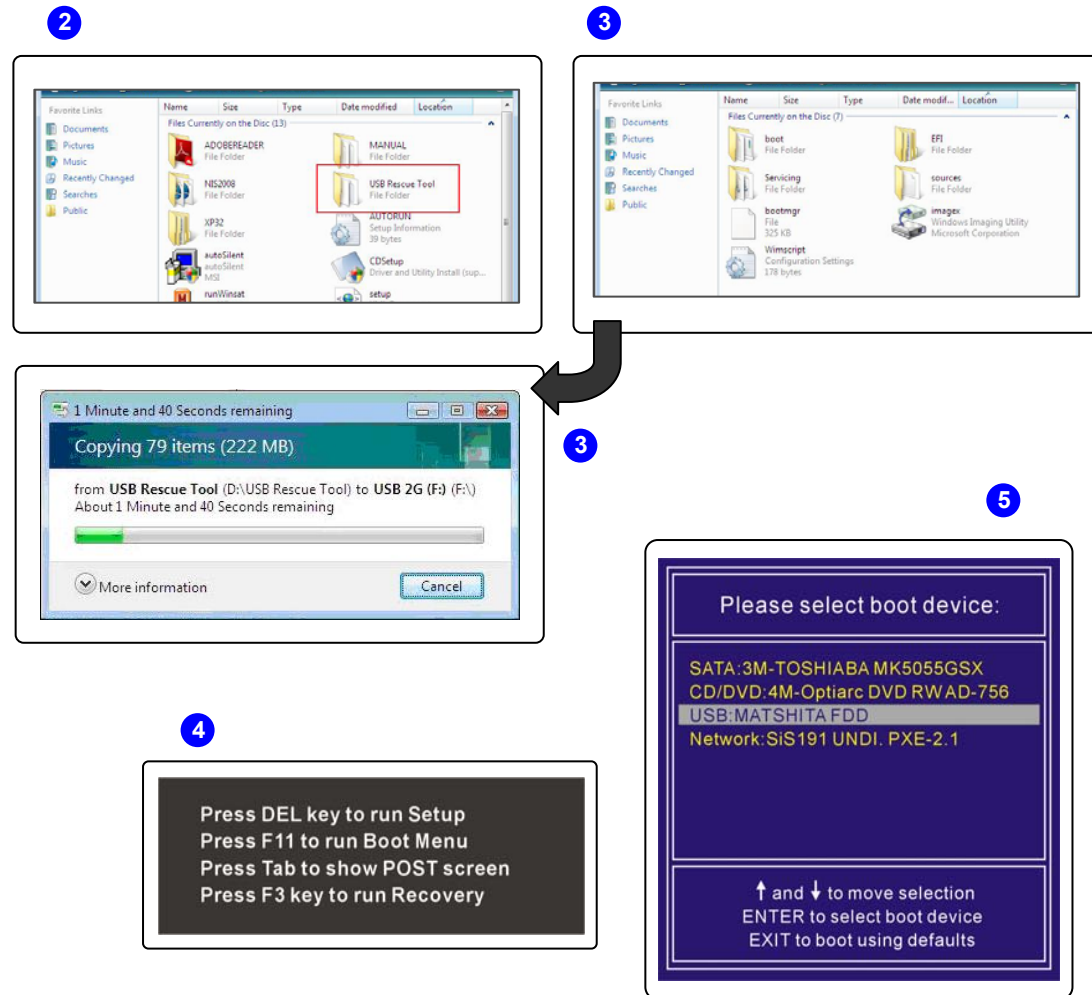 2
3
Favorite Links
Documents
Pictures
Music
Recently Changed
Searches
Public
Name Size Type Date modified Location
Files Currently on the Disc (13)
ADOBEREADER
File Folder
MANUAL
File Folder
NIS2008
File Folder
USB Rescue Tool
File Folder
XP32
File Folder
AUTORUN
Setup Information
39 bytes
autoSilent
autoSilent
MSI
CDSetup
Driver and Utility Install (sup...
runWinsat
setup
Favorite Links
Documents
Pictures
Music
Recently Changed
Searches
Public
Name Size Type Date modif... Location
Files Currently on the Disc (7)
boot
File Folder
EFI
File Folder
Servicing
File Folder
sources
File Folder
bootmgr
File
325 KB
imagex
Windows Imaging Utility
Microsoft Corporation
Wimscript
Configuration Settings
178 bytes
1 Minute and 40 Seconds remaining
Copying 79 items (222 MB)
from USB Rescue Tool (D:\USB Rescue Tool) to USB 2G (F:) (F:\)
About 1 Minute and 40 Seconds remaining
More information
Cancel
3
5
Please select boot device:
SATA:3M-TOSHIABA MK5055GSX
CD/DVD:4M-Optiarc DVD RW AD-756
USB:MATSHITA FDD
Network:SiS191 UNDI. PXE-2.1
↑ and ↓ to move selection
ENTER to select boot device
EXIT to boot using defaults
4
Press DEL key to run Setup
Press F11 to run Boot Menu
Press Tab to show POST screen
Press F3 key to run Recovery